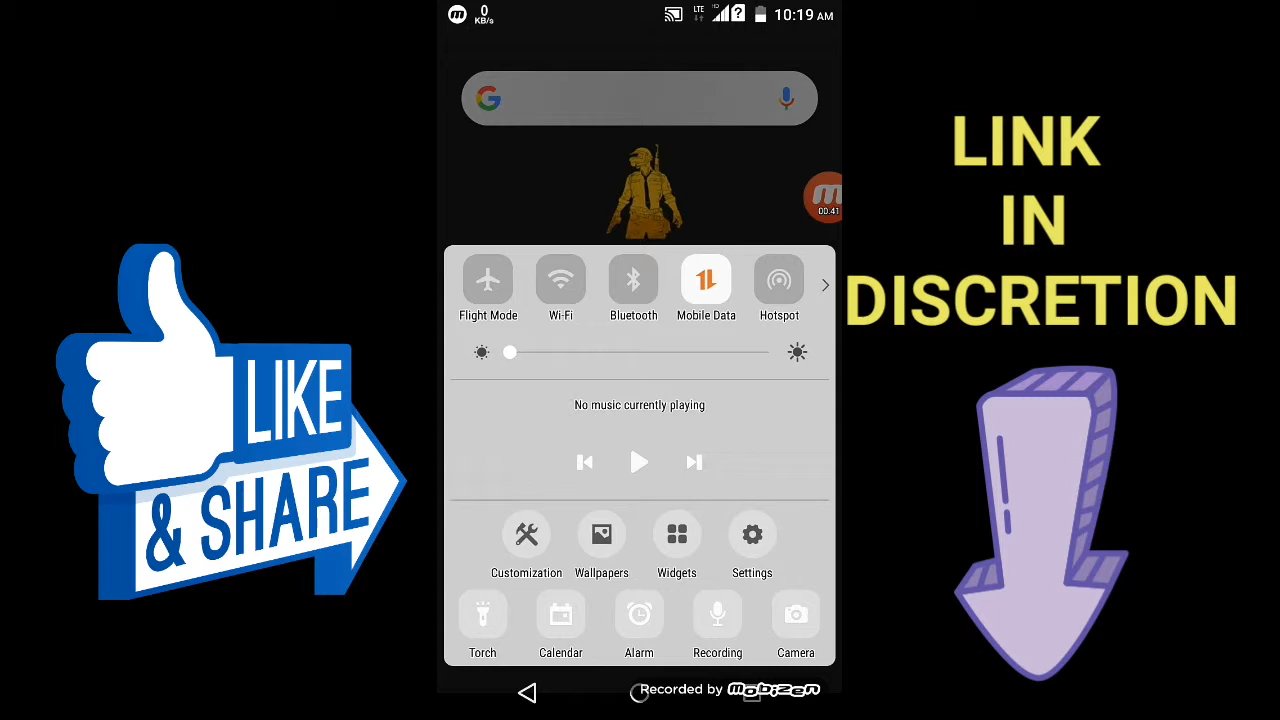 0
KB/s
LTE
HD
?
10:19 AM
G
00:41
LIKE
& SHARE
LINK
IN
DISCRETION
Flight Mode
Wi-Fi
Bluetooth
Mobile Data
Hotspot
No music currently playing
Customization
Wallpapers
Widgets
Settings
Torch
Calendar
Alarm
Recording
Camera
Recorded by mobizen